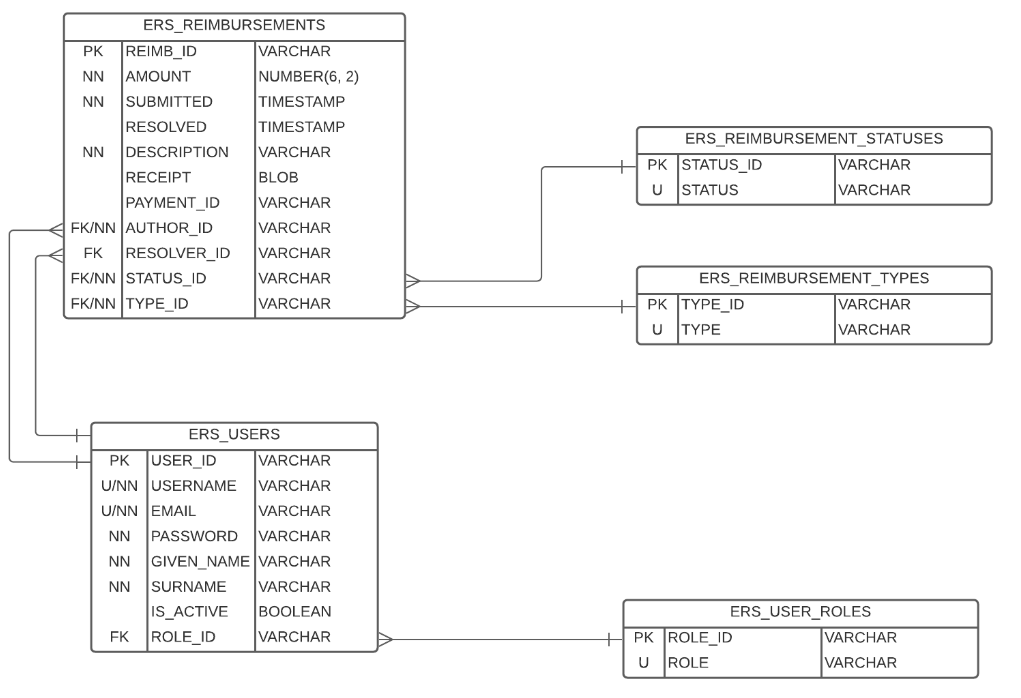 ERS_REIMBURSEMENTS
PK REIMB_ID VARCHAR
NN AMOUNT NUMBER(6, 2)
NN SUBMITTED TIMESTAMP
RESOLVED TIMESTAMP
NN DESCRIPTION VARCHAR
RECEIPT BLOB
PAYMENT_ID VARCHAR
FK/NN AUTHOR_ID VARCHAR
FK RESOLVER_ID VARCHAR
FK/NN STATUS_ID VARCHAR
FK/NN TYPE_ID VARCHAR
ERS_REIMBURSEMENT_STATUSES
PK STATUS_ID VARCHAR
U STATUS VARCHAR
ERS_REIMBURSEMENT_TYPES
PK TYPE_ID VARCHAR
U TYPE VARCHAR
ERS_USERS
PK USER_ID VARCHAR
U/NN USERNAME VARCHAR
U/NN EMAIL VARCHAR
NN PASSWORD VARCHAR
NN GIVEN_NAME VARCHAR
NN SURNAME VARCHAR
IS_ACTIVE BOOLEAN
FK ROLE_ID VARCHAR
ERS_USER_ROLES
PK ROLE_ID VARCHAR
U ROLE VARCHAR